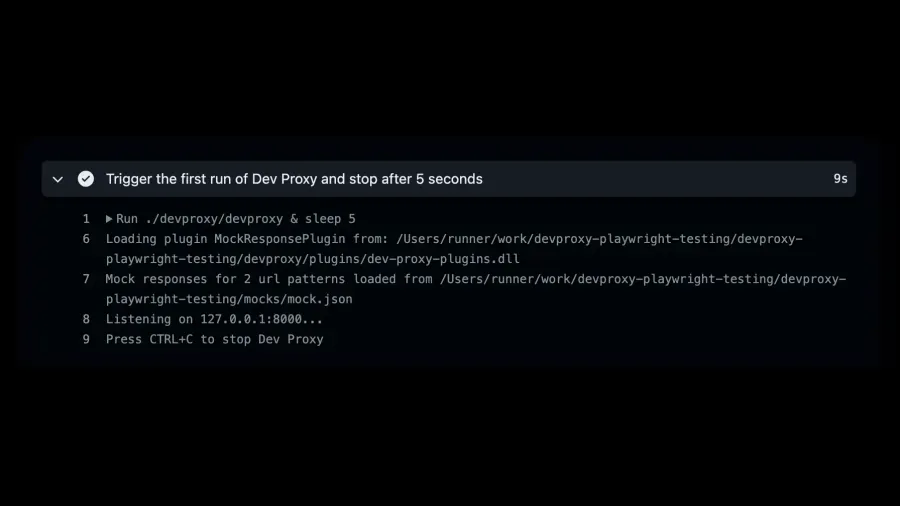 Trigger the first run of Dev Proxy and stop after 5 seconds 9s
1 ▶Run ./devproxy/devproxy & sleep 5
6 Loading plugin MockResponsePlugin from: /Users/runner/work/devproxy-playwright-testing/devproxy-
playwright-testing/devproxy/plugins/dev-proxy-plugins.dll
7 Mock responses for 2 url patterns loaded from /Users/runner/work/devproxy-playwright-testing/devproxy-
playwright-testing/mocks/mock.json
8 Listening on 127.0.0.1:8000...
9 Press CTRL+C to stop Dev Proxy